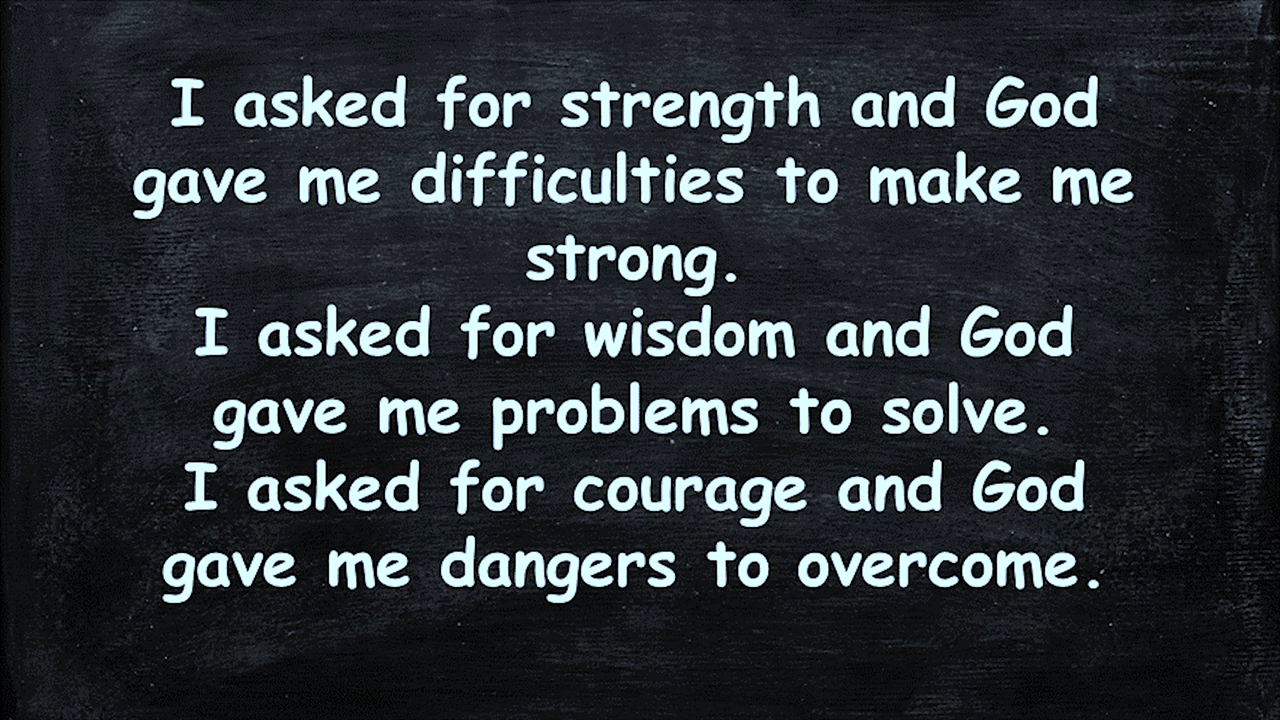 I asked for strength and God
gave me difficulties to make me
strong.
I asked for wisdom and God
gave me problems to solve.
I asked for courage and God
gave me dangers to overcome.